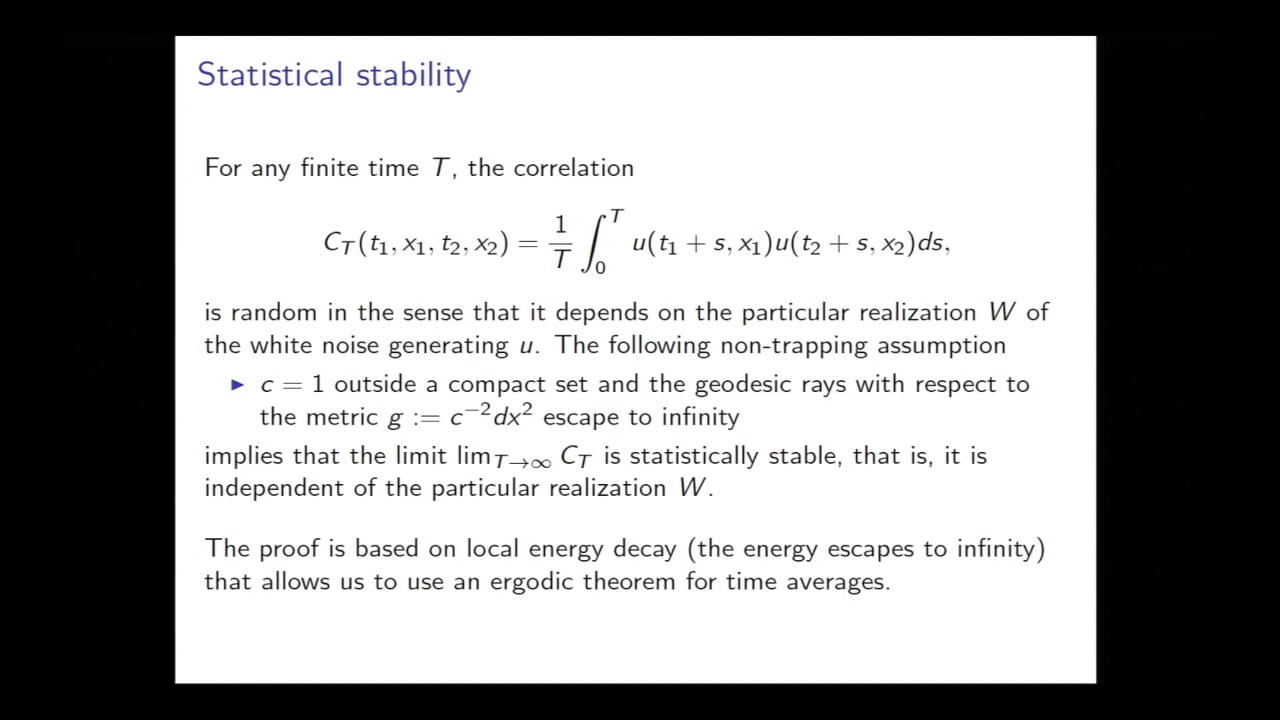 Statistical stability
For any finite time T, the correlation
C_T(t_1, x_1, t_2, x_2) = \frac{1}{T} \int_0^T u(t_1 + s, x_1)u(t_2 + s, x_2)ds,
is random in the sense that it depends on the particular realization W of
the white noise generating u. The following non-trapping assumption
▶ c = 1 outside a compact set and the geodesic rays with respect to
the metric g := c^{-2}dx^2 escape to infinity
implies that the limit lim_{T→∞} C_T is statistically stable, that is, it is
independent of the particular realization W.
The proof is based on local energy decay (the energy escapes to infinity)
that allows us to use an ergodic theorem for time averages.